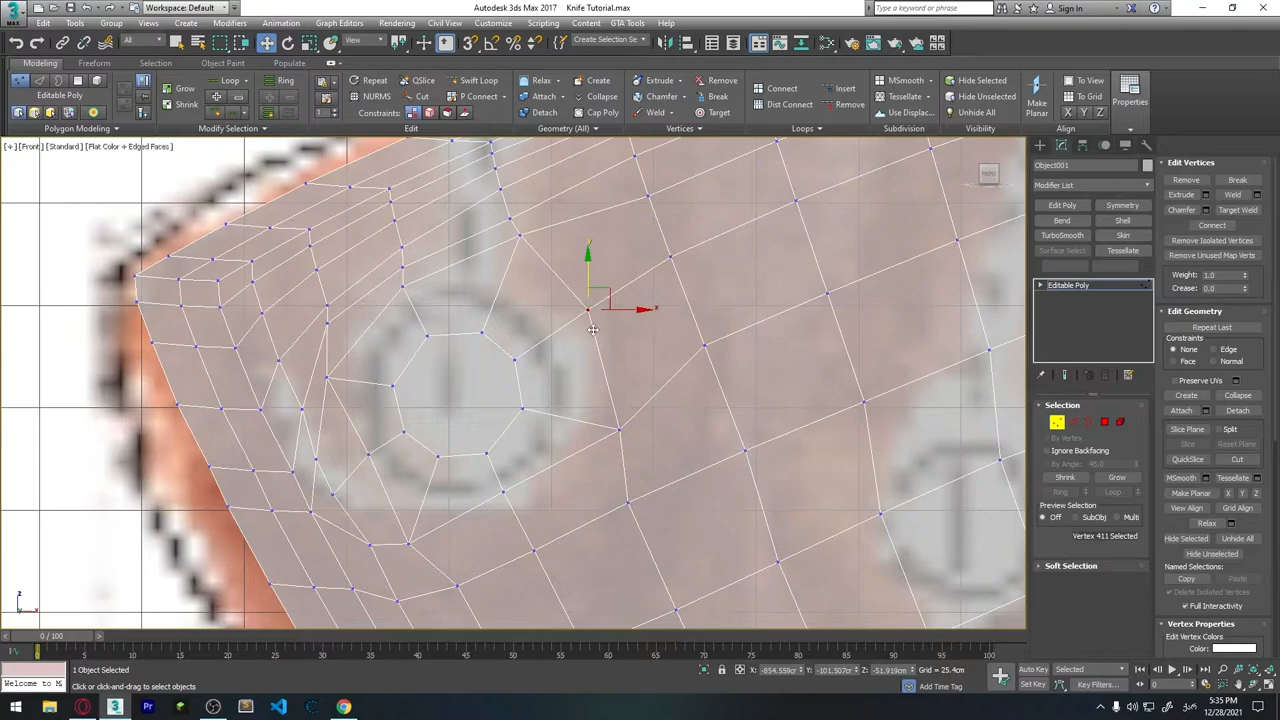 Workspace: Default
Autodesk 3ds Max 2017    Knife Tutorial.max
Type a keyword or phrase
Sign In
MAX
Edit Tools Group Views Create Modifiers Animation Graph Editors Rendering Civil View Customize Scripting Content GTA Tools Help
All View Create Selection Se
Modeling Freeform Selection Object Paint Populate
Grow Loop Ring Repeat QSlice Swift Loop Relax Create Extrude Remove Connect Insert MSmooth Hide Selected To View
Editable Poly Shrink NURMS Cut P Connect Attach Collapse Chamfer Break Dist Connect Remove Tessellate Hide Unselected Make Planar To Grid Properties
Constraints: Detach Cap Poly Weld Target Use Displac... Unhide All X Y Z
Polygon Modeling Modify Selection Edit Geometry (All) Vertices Loops Subdivision Visibility Align
[+] [Front] [Standard] [Flat Color + Edged Faces]
FRONT
y
x
z
x
Object001
Modifier List
Edit Poly Symmetry
Bend Shell
TurboSmooth Skin
Surface Select Tessellate
Editable Poly
Selection
By Vertex
Ignore Backfacing
By Angle: 45.0
Shrink Grow
Ring Loop
Preview Selection
Off SubObj Multi
Vertex 411 Selected
Soft Selection
Edit Vertices
Remove Break
Extrude Weld
Chamfer Target Weld
Connect
Remove Isolated Vertices
Remove Unused Map Verts
Weight: 1.0
Crease: 0.0
Edit Geometry
Repeat Last
Constraints
None Edge
Face Normal
Preserve UVs
Create Collapse
Attach Detach
Slice Plane Split
Slice Reset Plane
QuickSlice Cut
MSmooth Tessellate
Make Planar X Y Z
View Align Grid Align
Relax
Hide Selected Unhide All
Hide Unselected
Named Selections:
Copy Paste
Delete Isolated Vertices
Full Interactivity
Vertex Properties
Edit Vertex Colors
Color:
0 / 100
0 5 10 15 20 25 30 35 40 45 50 55 60 65 70 75 80 85 90 95 100
1 Object Selected
X: -854.559cm Y: -101.507cm Z: -51.919cm Grid = 25.4cm
Auto Key Selected
Welcome to M
Click or click-and-drag to select objects
Add Time Tag
Set Key Key Filters... 0
5:35 PM
12/28/2021